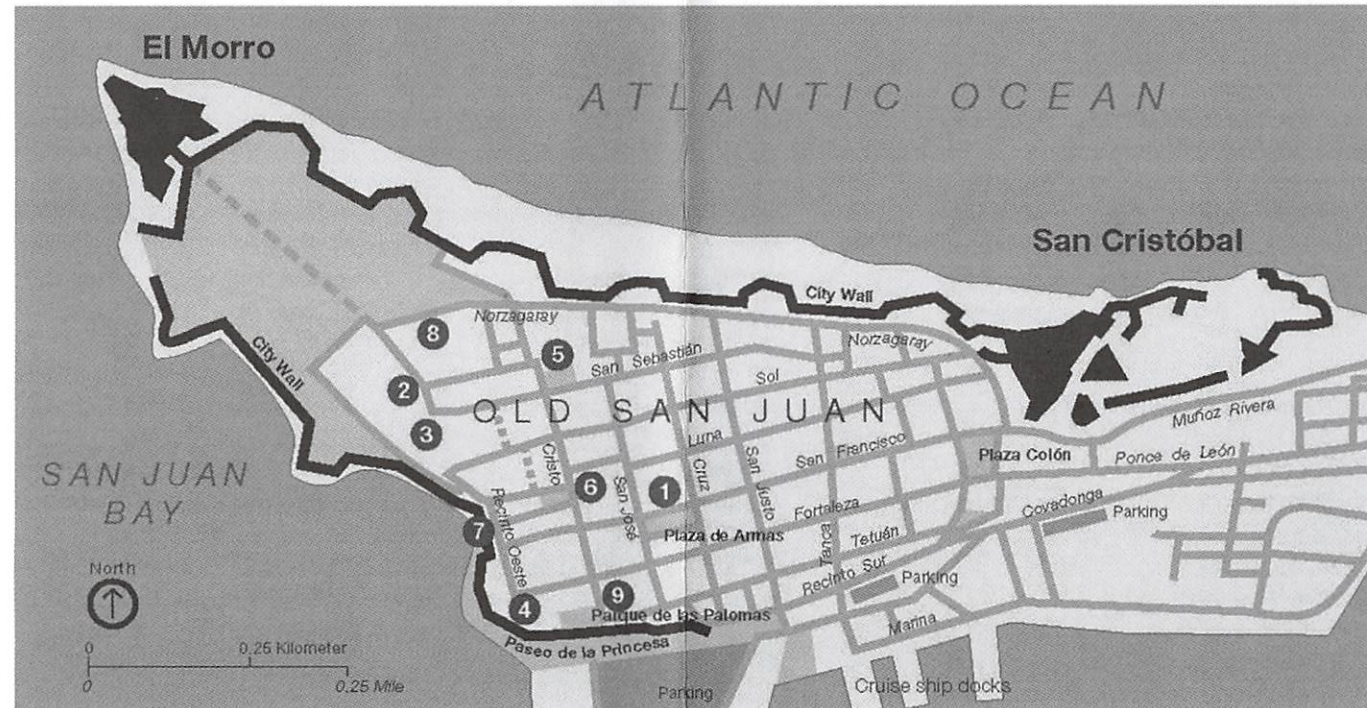 El Morro
ATLANTIC OCEAN
San Cristóbal
City Wall
Norzagaray
8
5
San Sebastián
Norzagaray
City Wall
2
Sol
OLD SAN JUAN
Muñoz Rivera
3
Luna
San Francisco
Plaza Colón
Ponce de León
SAN JUAN
BAY
Cristo
6
San José
1
Cruz
San Justo
Fortaleza
Covadonga
Parking
Recinto Oeste
7
Plaza de Armas
Tanca
Tetuán
North
Recinto Sur
Parking
4
9
Parque de las Palomas
Marina
Paseo de la Princesa
0
0.25 Kilometer
0
0.25 Mile
Parking
Cruise ship docks